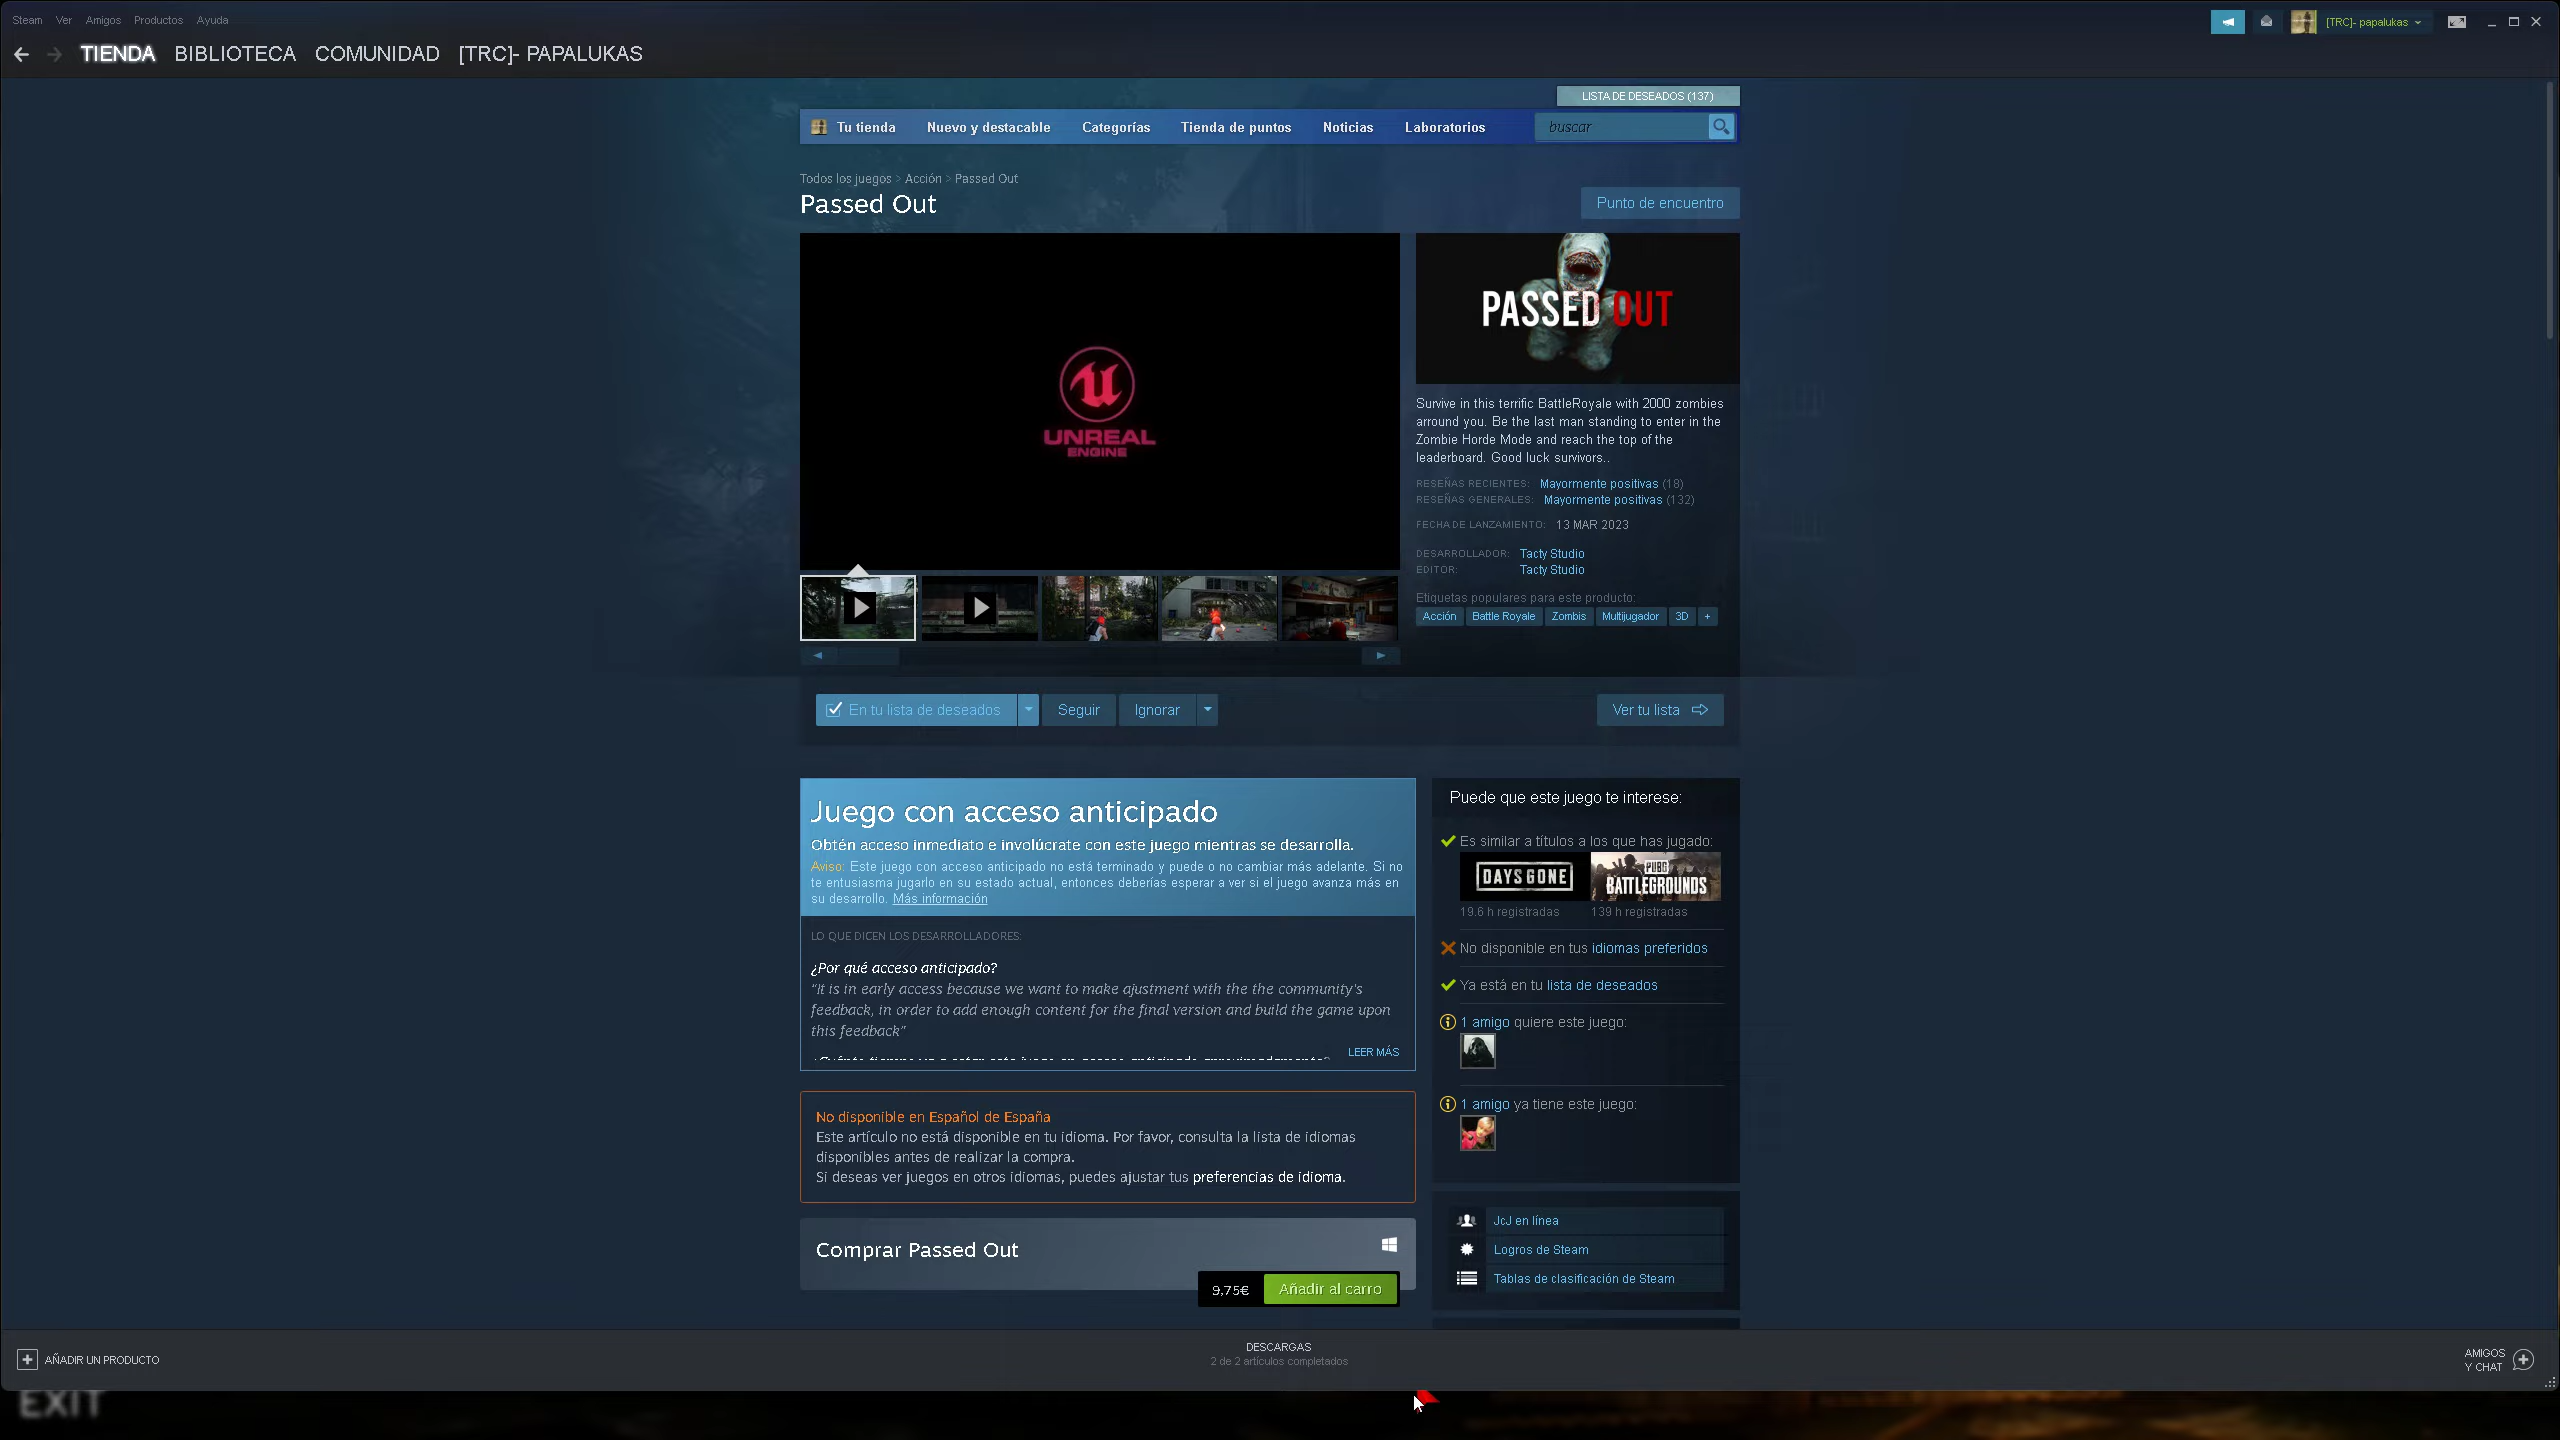 Steam Ver Amigos Productos Ayuda
[TRC]- papalukas
TIENDA BIBLIOTECA COMUNIDAD [TRC]- PAPALUKAS
LISTA DE DESEADOS (137)
Tu tienda Nuevo y destacable Categorías Tienda de puntos Noticias Laboratorios buscar
Todos los juegos > Acción > Passed Out
Passed Out
Punto de encuentro
UNREAL
ENGINE
PASSED OUT
Survive in this terrific BattleRoyale with 2000 zombies
arround you. Be the last man standing to enter in the
Zombie Horde Mode and reach the top of the
leaderboard. Good luck survivors..
RESEÑAS RECIENTES: Mayormente positivas (18)
RESEÑAS GENERALES: Mayormente positivas (132)
FECHA DE LANZAMIENTO: 13 MAR 2023
DESARROLLADOR: Tacty Studio
EDITOR: Tacty Studio
Etiquetas populares para este producto:
Acción Battle Royale Zombis Multijugador 3D +
En tu lista de deseados Seguir Ignorar Ver tu lista
Juego con acceso anticipado
Obtén acceso inmediato e involúcrate con este juego mientras se desarrolla.
Aviso: Este juego con acceso anticipado no está terminado y puede o no cambiar más adelante. Si no
te entusiasma jugarlo en su estado actual, entonces deberías esperar a ver si el juego avanza más en
su desarrollo. Más información
LO QUE DICEN LOS DESARROLLADORES:
¿Por qué acceso anticipado?
"It is in early access because we want to make ajustment with the the community's
feedback, in order to add enough content for the final version and build the game upon
this feedback"
¿Cuánto tiempo va a estar este juego en acceso anticipado aproximadamente?
LEER MÁS
No disponible en Español de España
Este artículo no está disponible en tu idioma. Por favor, consulta la lista de idiomas
disponibles antes de realizar la compra.
Si deseas ver juegos en otros idiomas, puedes ajustar tus preferencias de idioma.
Comprar Passed Out
9,75€ Añadir al carro
Puede que este juego te interese:
Es similar a títulos a los que has jugado:
DAYS GONE
PUBG
BATTLEGROUNDS
19.6 h registradas 139 h registradas
No disponible en tus idiomas preferidos
Ya está en tu lista de deseados
1 amigo quiere este juego:
1 amigo ya tiene este juego:
JcJ en línea
Logros de Steam
Tablas de clasificación de Steam
AÑADIR UN PRODUCTO
DESCARGAS
2 de 2 artículos completados
AMIGOS
Y CHAT
EXIT